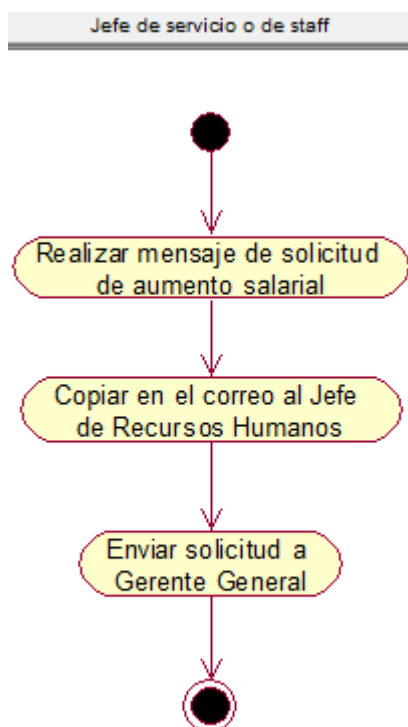 Jefe de servicio o de staff
Realizar mensaje de solicitud
de aumento salarial
Copiar en el correo al Jefe
de Recursos Humanos
Enviar solicitud a
Gerente General